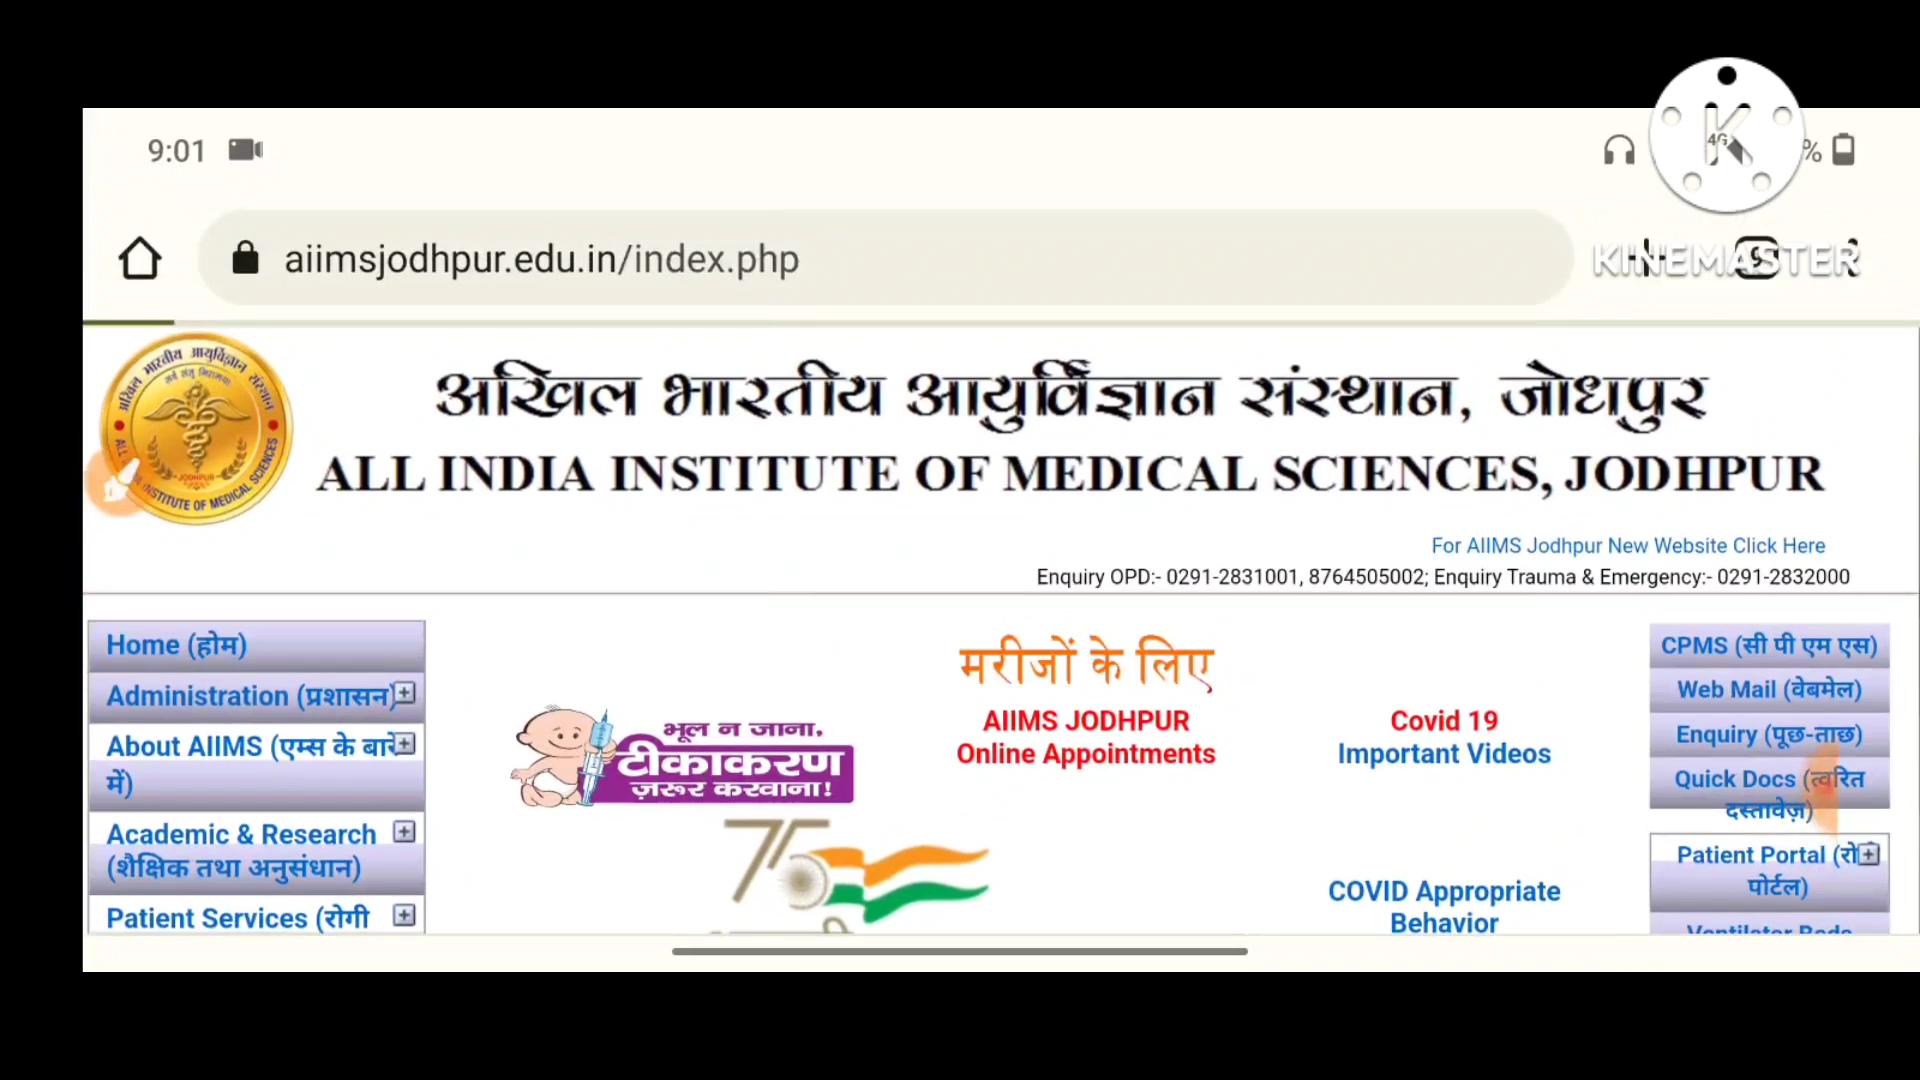 9:01
4G
%
aiimsjodhpur.edu.in/index.php
KINEMASTER
अखिल भारतीय आयुर्विज्ञान संस्थान, जोधपुर
ALL INDIA INSTITUTE OF MEDICAL SCIENCES, JODHPUR
For AIIMS Jodhpur New Website Click Here
Enquiry OPD:- 0291-2831001, 8764505002; Enquiry Trauma & Emergency:- 0291-2832000
Home (होम)
Administration (प्रशासन)
About AIIMS (एम्स के बारे
में)
Academic & Research
(शैक्षिक तथा अनुसंधान)
Patient Services (रोगी
भूल न जाना,
टीकाकरण
ज़रूर करवाना!
75
मरीजों के लिए
AIIMS JODHPUR
Online Appointments
Covid 19
Important Videos
COVID Appropriate
Behavior
CPMS (सी पी एम एस)
Web Mail (वेबमेल)
Enquiry (पूछ-ताछ)
Quick Docs (त्वरित
दस्तावेज़)
Patient Portal (रो
पोर्टल)